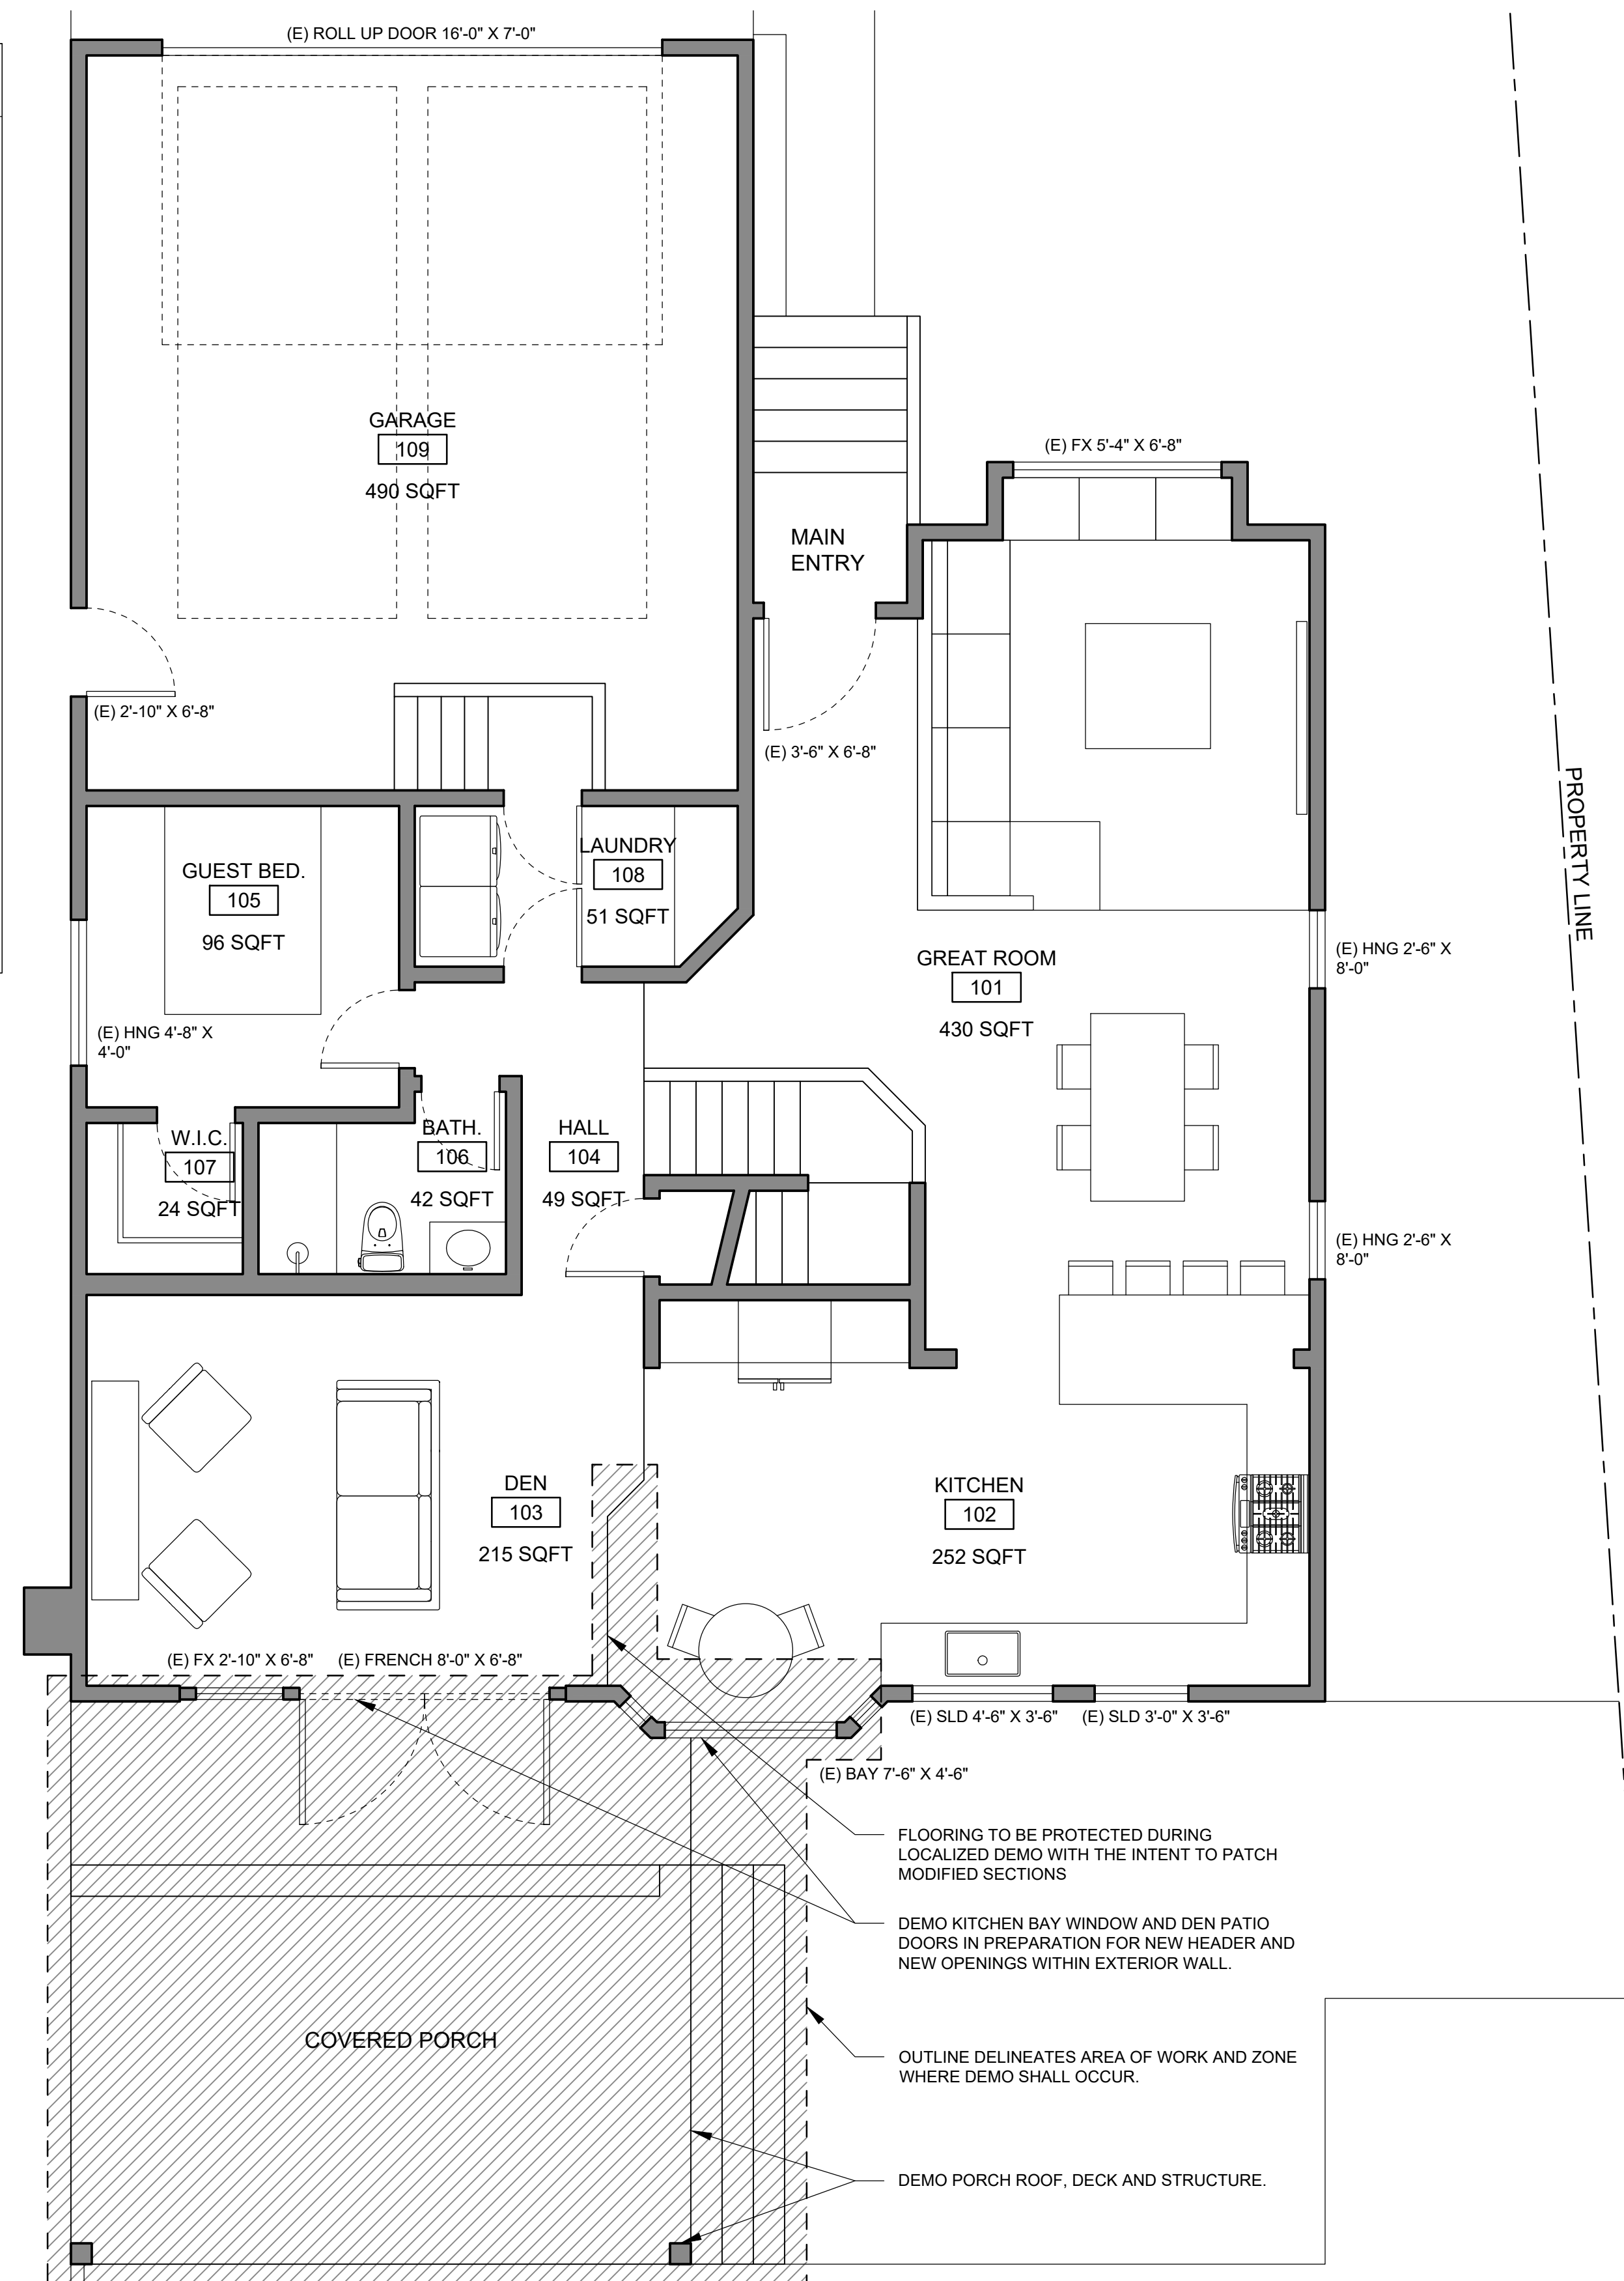 (E) ROLL UP DOOR 16'-0" X 7'-0"
GARAGE
109
490 SQFT
(E) FX 5'-4" X 6'-8"
MAIN
ENTRY
(E) 2'-10" X 6'-8"
(E) 3'-6" X 6'-8"
PROPERTY LINE
LAUNDRY
108
51 SQFT
GUEST BED.
105
96 SQFT
GREAT ROOM
101
430 SQFT
(E) HNG 2'-6" X
8'-0"
(E) HNG 4'-8" X
4'-0"
W.I.C.
107
24 SQFT
BATH.
106
42 SQFT
HALL
104
49 SQFT
(E) HNG 2'-6" X
8'-0"
DEN
103
215 SQFT
KITCHEN
102
252 SQFT
(E) FX 2'-10" X 6'-8"
(E) FRENCH 8'-0" X 6'-8"
(E) SLD 4'-6" X 3'-6"
(E) SLD 3'-0" X 3'-6"
(E) BAY 7'-6" X 4'-6"
FLOORING TO BE PROTECTED DURING
LOCALIZED DEMO WITH THE INTENT TO PATCH
MODIFIED SECTIONS
DEMO KITCHEN BAY WINDOW AND DEN PATIO
DOORS IN PREPARATION FOR NEW HEADER AND
NEW OPENINGS WITHIN EXTERIOR WALL.
COVERED PORCH
OUTLINE DELINEATES AREA OF WORK AND ZONE
WHERE DEMO SHALL OCCUR.
DEMO PORCH ROOF, DECK AND STRUCTURE.